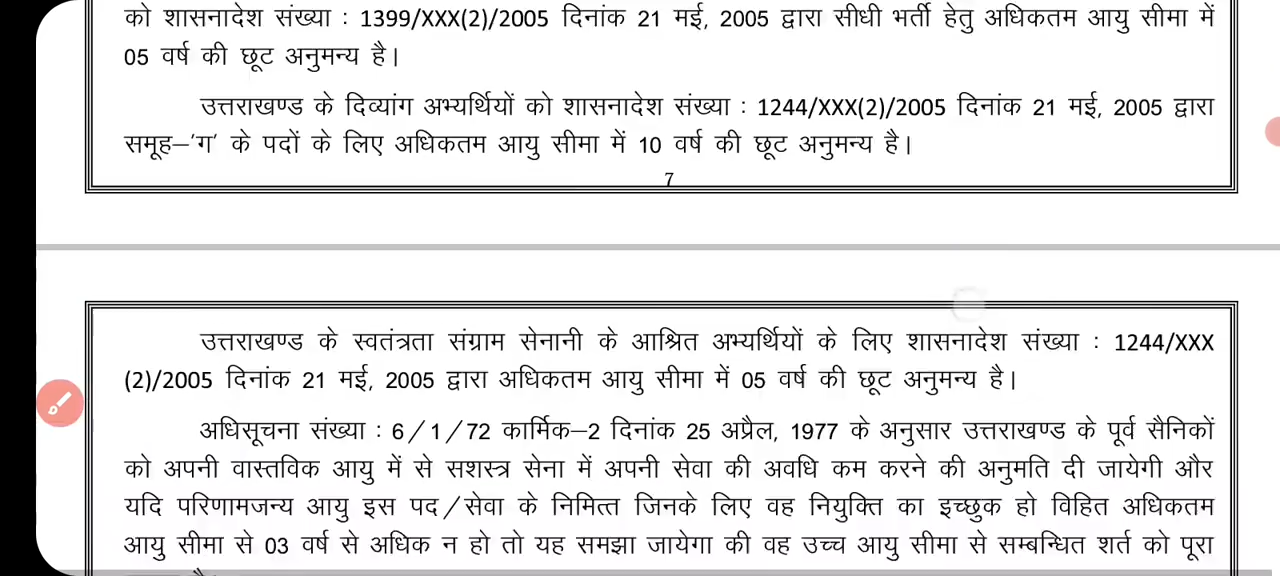 को शासनादेश संख्या : 1399/XXX(2)/2005 दिनांक 21 मई, 2005 द्वारा सीधी भर्ती हेतु अधिकतम आयु सीमा में
05 वर्ष की छूट अनुमन्य है।
उत्तराखण्ड के दिव्यांग अभ्यर्थियों को शासनादेश संख्या : 1244/XXX(2)/2005 दिनांक 21 मई, 2005 द्वारा
समूह–'ग' के पदों के लिए अधिकतम आयु सीमा में 10 वर्ष की छूट अनुमन्य है।
7
उत्तराखण्ड के स्वतंत्रता संग्राम सेनानी के आश्रित अभ्यर्थियों के लिए शासनादेश संख्या : 1244/XXX
(2)/2005 दिनांक 21 मई, 2005 द्वारा अधिकतम आयु सीमा में 05 वर्ष की छूट अनुमन्य है।
अधिसूचना संख्या : 6/1/72 कार्मिक–2 दिनांक 25 अप्रैल, 1977 के अनुसार उत्तराखण्ड के पूर्व सैनिकों
को अपनी वास्तविक आयु में से सशस्त्र सेना में अपनी सेवा की अवधि कम करने की अनुमति दी जायेगी और
यदि परिणामजन्य आयु इस पद/सेवा के निमित्त जिनके लिए वह नियुक्ति का इच्छुक हो विहित अधिकतम
आयु सीमा से 03 वर्ष से अधिक न हो तो यह समझा जायेगा की वह उच्च आयु सीमा से सम्बन्धित शर्त को पूरा